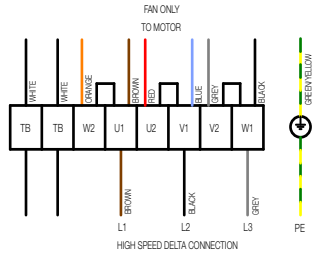 FAN ONLY
TO MOTOR
WHITE
WHITE
ORANGE
BROWN
RED
BLUE
GREY
BLACK
GREEN/YELLOW
TB TB W2 U1 U2 V1 V2 W1
BROWN
BLACK
GREY
L1 L2 L3 PE
HIGH SPEED DELTA CONNECTION